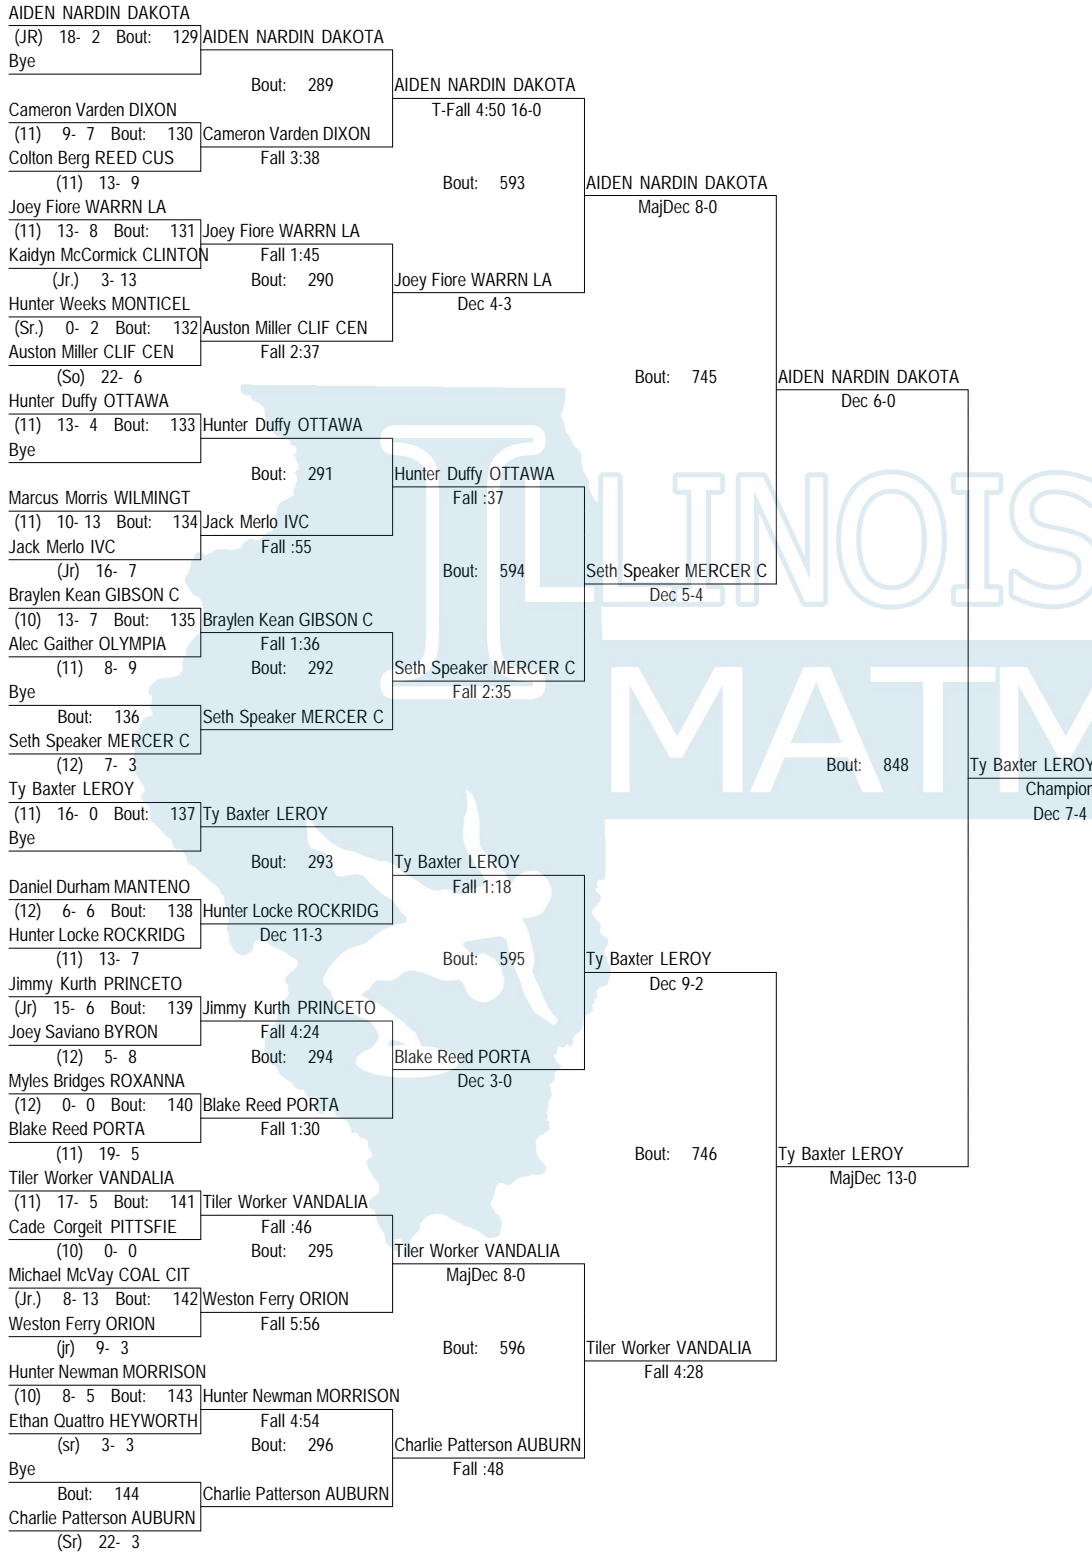 AIDEN NARDIN DAKOTA
(JR) 18- 2 Bout: 129 AIDEN NARDIN DAKOTA
Bye
Bout: 289 AIDEN NARDIN DAKOTA
Cameron Varden DIXON T-Fall 4:50 16-0
(11) 9- 7 Bout: 130 Cameron Varden DIXON
Colton Berg REED CUS Fall 3:38
(11) 13- 9 Bout: 593 AIDEN NARDIN DAKOTA
Joey Fiore WARRN LA MajDec 8-0
(11) 13- 8 Bout: 131 Joey Fiore WARRN LA
Kaidyn McCormick CLINTON Fall 1:45
(Jr.) 3- 13 Bout: 290 Joey Fiore WARRN LA
Hunter Weeks MONTICEL Dec 4-3
(Sr.) 0- 2 Bout: 132 Auston Miller CLIF CEN
Auston Miller CLIF CEN Fall 2:37
(So) 22- 6 Bout: 745 AIDEN NARDIN DAKOTA
Hunter Duffy OTTAWA Dec 6-0
(11) 13- 4 Bout: 133 Hunter Duffy OTTAWA
Bye
Bout: 291 Hunter Duffy OTTAWA
Marcus Morris WILMINGT Fall :37
(11) 10- 13 Bout: 134 Jack Merlo IVC
Jack Merlo IVC Fall :55
(Jr) 16- 7 Bout: 594 Seth Speaker MERCER C
Braylen Kean GIBSON C Dec 5-4
(10) 13- 7 Bout: 135 Braylen Kean GIBSON C
Alec Gaither OLYMPIA Fall 1:36
(11) 8- 9 Bout: 292 Seth Speaker MERCER C
Bye Fall 2:35
Bout: 136 Seth Speaker MERCER C
Seth Speaker MERCER C
(12) 7- 3 Bout: 848 Ty Baxter LEROY
Ty Baxter LEROY Champion
(11) 16- 0 Bout: 137 Ty Baxter LEROY Dec 7-4
Bye
Bout: 293 Ty Baxter LEROY
Daniel Durham MANTENO Fall 1:18
(12) 6- 6 Bout: 138 Hunter Locke ROCKRIDG
Hunter Locke ROCKRIDG Dec 11-3
(11) 13- 7 Bout: 595 Ty Baxter LEROY
Jimmy Kurth PRINCETO Dec 9-2
(Jr) 15- 6 Bout: 139 Jimmy Kurth PRINCETO
Joey Saviano BYRON Fall 4:24
(12) 5- 8 Bout: 294 Blake Reed PORTA
Myles Bridges ROXANNA Dec 3-0
(12) 0- 0 Bout: 140 Blake Reed PORTA
Blake Reed PORTA Fall 1:30
(11) 19- 5 Bout: 746 Ty Baxter LEROY
Tiler Worker VANDALIA MajDec 13-0
(11) 17- 5 Bout: 141 Tiler Worker VANDALIA
Cade Corgeit PITTSFIE Fall :46
(10) 0- 0 Bout: 295 Tiler Worker VANDALIA
Michael McVay COAL CIT MajDec 8-0
(Jr.) 8- 13 Bout: 142 Weston Ferry ORION
Weston Ferry ORION Fall 5:56
(jr) 9- 3 Bout: 596 Tiler Worker VANDALIA
Hunter Newman MORRISON Fall 4:28
(10) 8- 5 Bout: 143 Hunter Newman MORRISON
Ethan Quattro HEYWORTH Fall 4:54
(sr) 3- 3 Bout: 296 Charlie Patterson AUBURN
Bye Fall :48
Bout: 144 Charlie Patterson AUBURN
Charlie Patterson AUBURN
(Sr) 22- 3
ILLINOIS
MATM